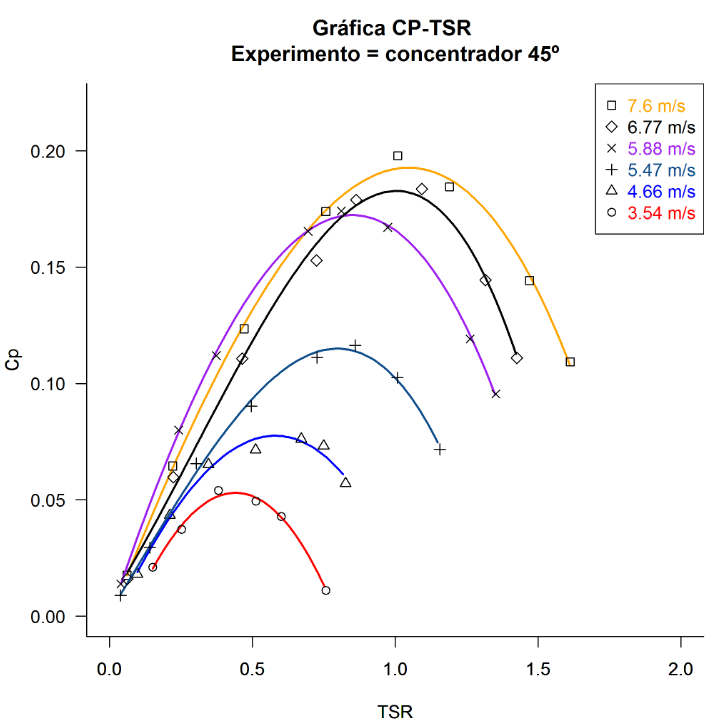 Gráfica CP-TSR
Experimento = concentrador 45º
7.6 m/s
6.77 m/s
5.88 m/s
5.47 m/s
4.66 m/s
3.54 m/s
0.20
0.15
0.10
0.05
0.00
Cp
0.0 0.5 1.0 1.5 2.0
TSR